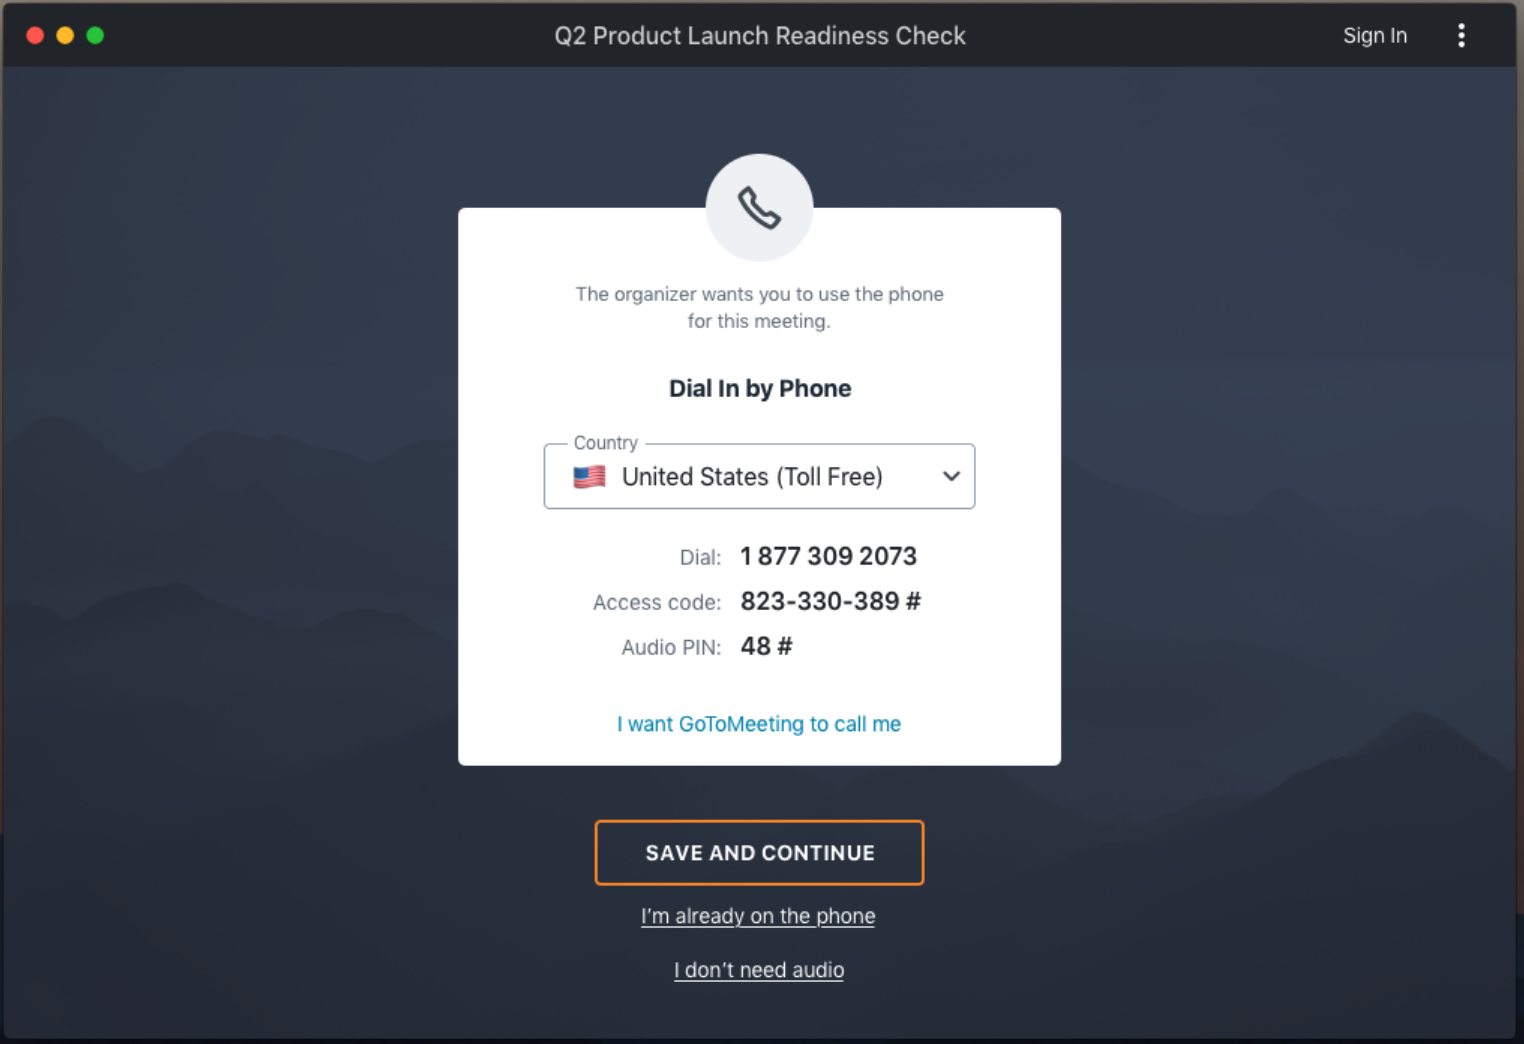 Q2 Product Launch Readiness Check
Sign In
The organizer wants you to use the phone
for this meeting.
Dial In by Phone
Country
United States (Toll Free)
Dial: 1 877 309 2073
Access code: 823-330-389 #
Audio PIN: 48 #
I want GoToMeeting to call me
SAVE AND CONTINUE
I'm already on the phone
I don't need audio